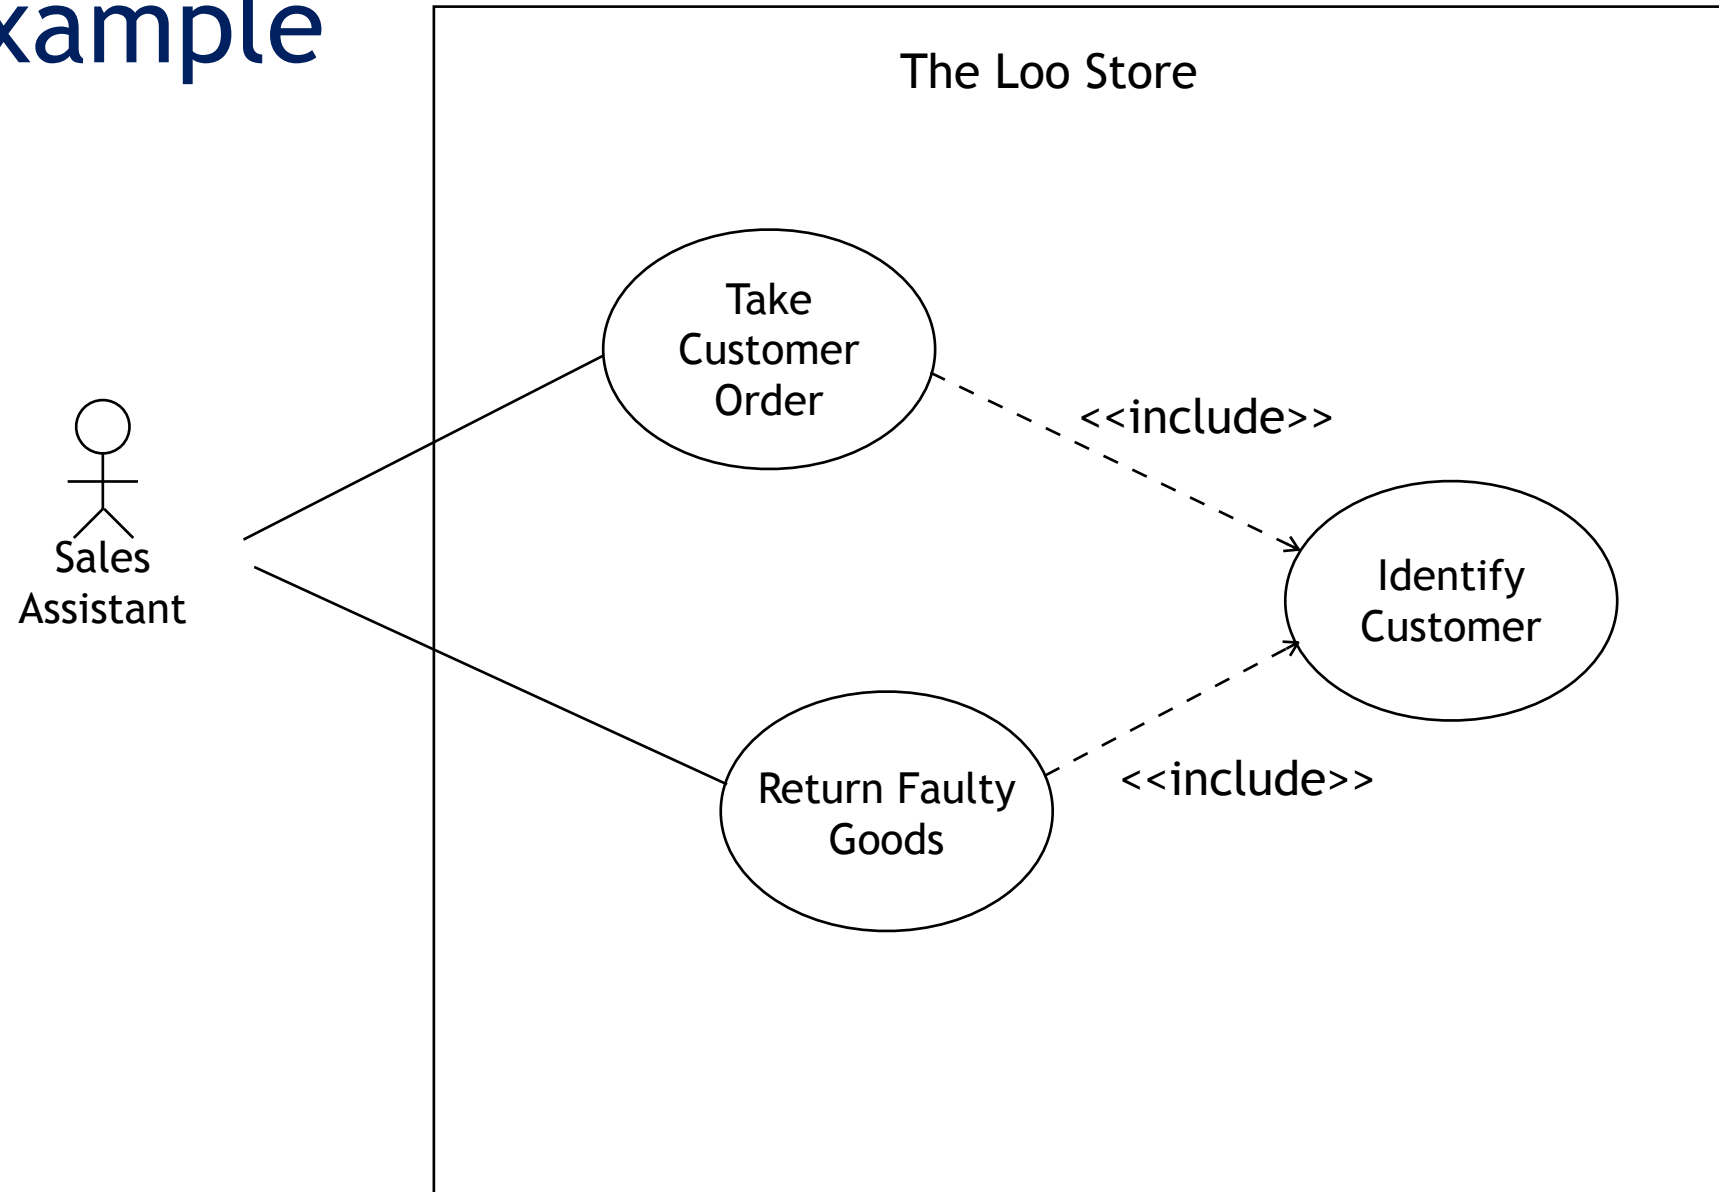 xample
The Loo Store
Take
Customer
Order
<<include>>
Sales
Assistant
Identify
Customer
Return Faulty
Goods
<<include>>